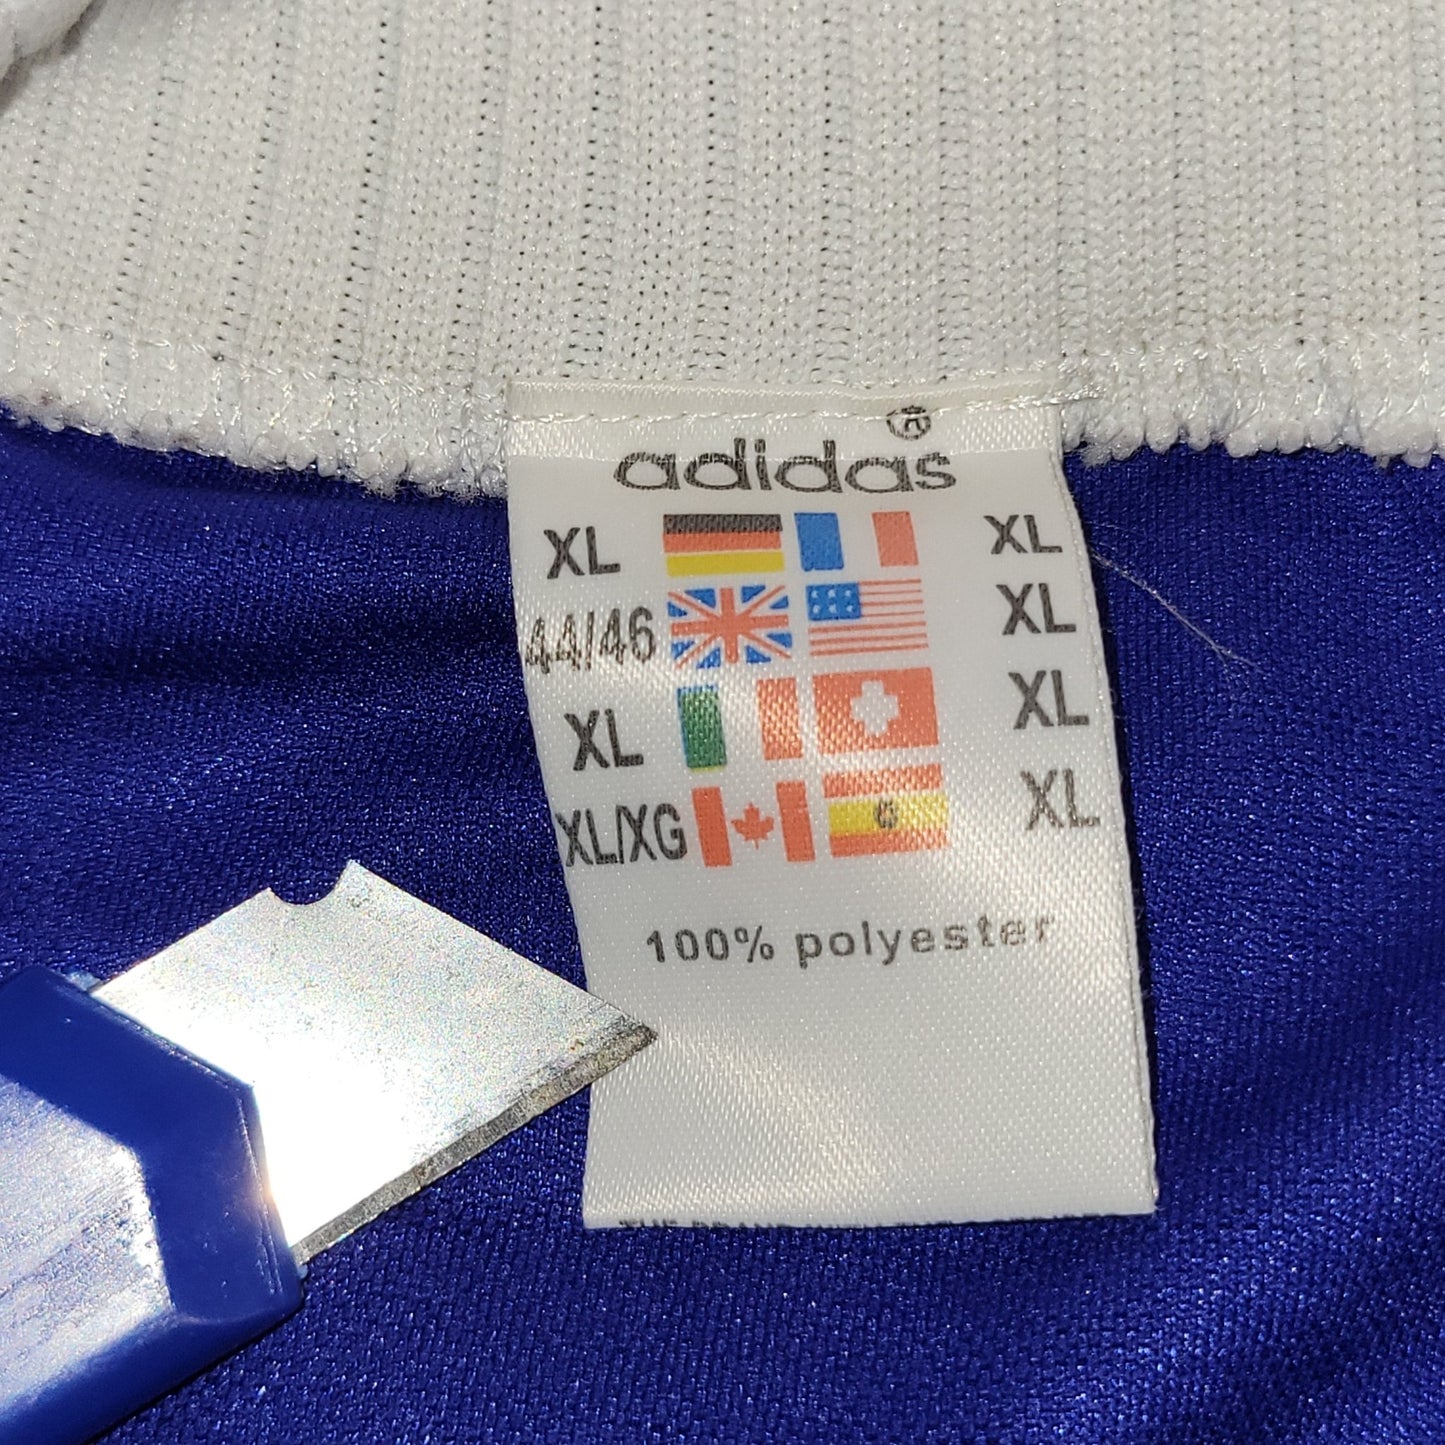 adidas®
XL XL
44/46 XL
XL XL
XL/XG XL
100% polyester